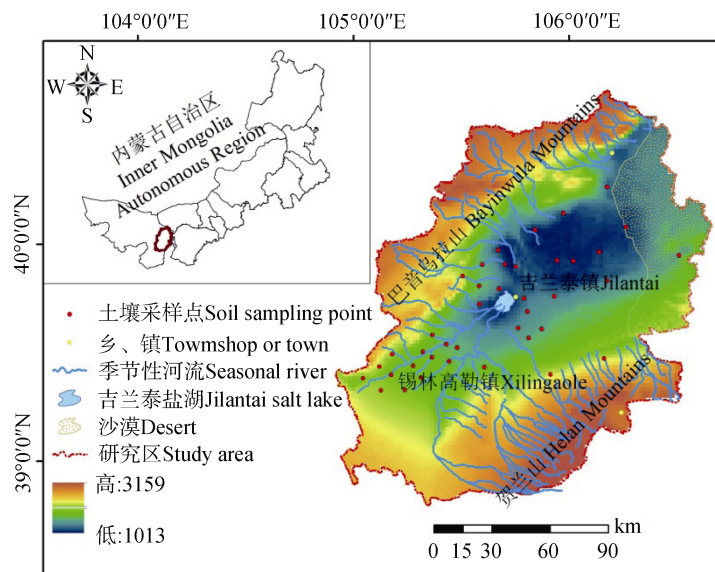 104°0′0″E 105°0′0″E 106°0′0″E
N
W E
S
内蒙古自治区
Inner Mongolia
Autonomous Region
40°0′0″N
39°0′0″N
巴音乌拉山 Bayinwula Mountains
吉兰泰镇Jilantai
锡林高勒镇Xilingaole
贺兰山 Helan Mountains
土壤采样点Soil sampling point
乡、镇Towmshop or town
季节性河流Seasonal river
吉兰泰盐湖Jilantai salt lake
沙漠Desert
研究区Study area
高:3159
低:1013
km
0 15 30 60 90